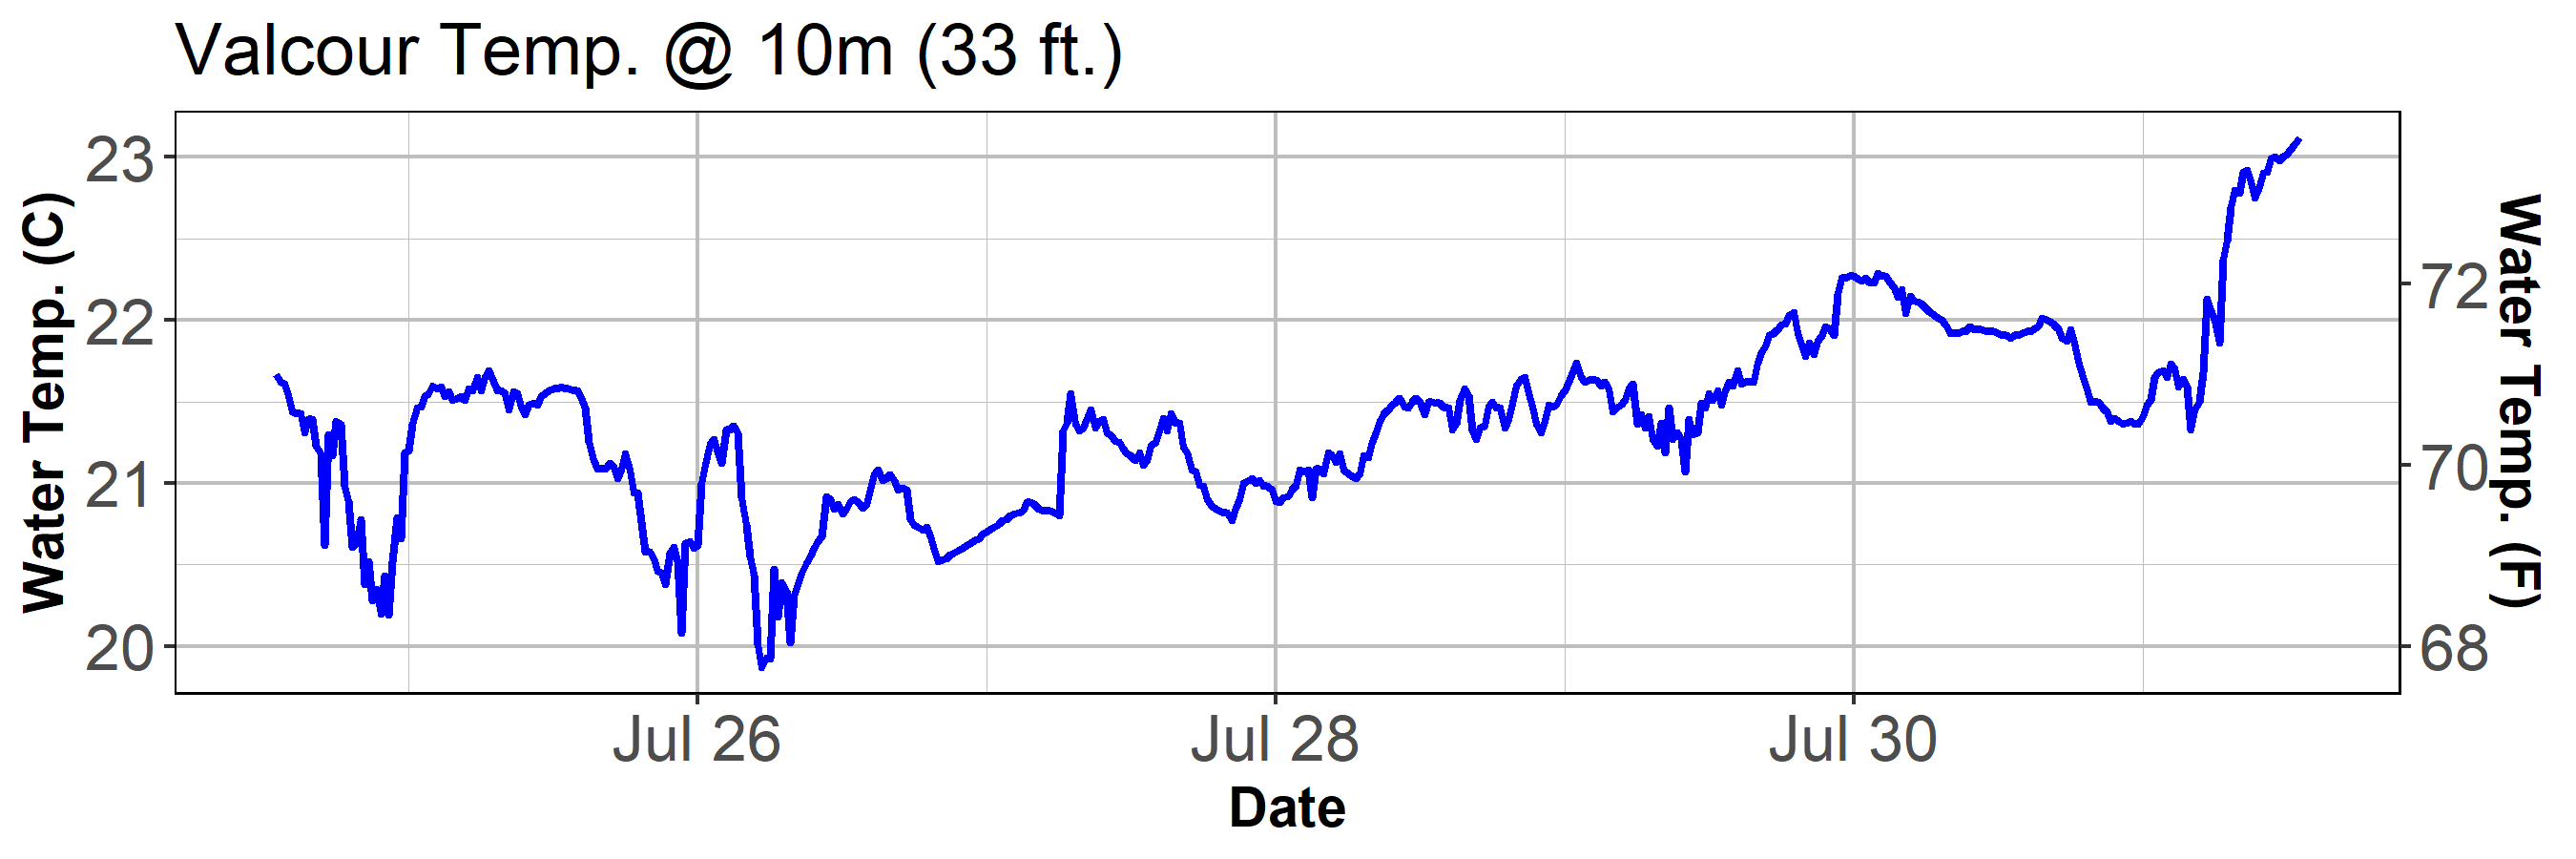 Valcour Temp. @ 10m (33 ft.)
Water Temp. (C)
23
22
21
20
72
70
68
Water Temp. (F)
Jul 26
Jul 28
Jul 30
Date